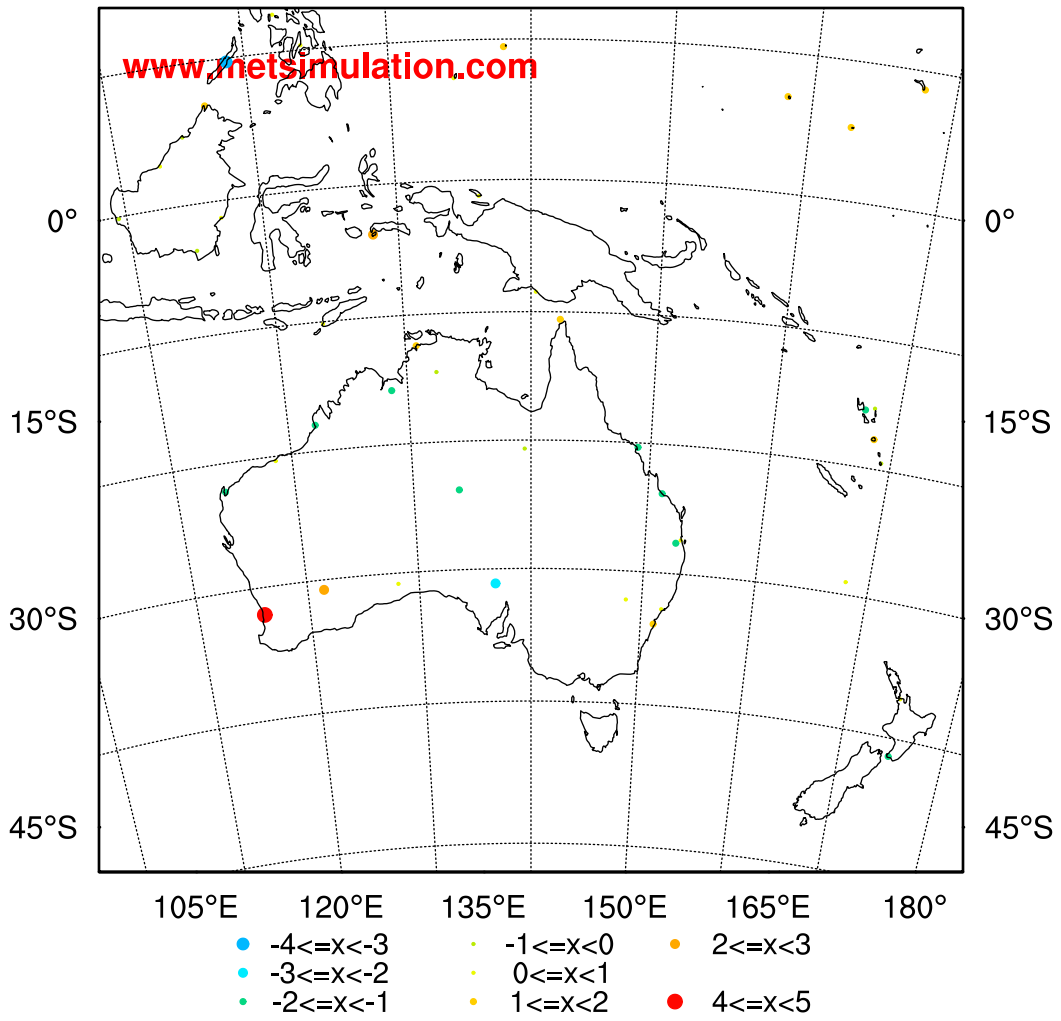 www.metsimulation.com
0° 0°
15°S 15°S
30°S 30°S
45°S 45°S
105°E 120°E 135°E 150°E 165°E 180°
-4<=x<-3 -1<=x<0 2<=x<3
-3<=x<-2 0<=x<1
-2<=x<-1 1<=x<2 4<=x<5